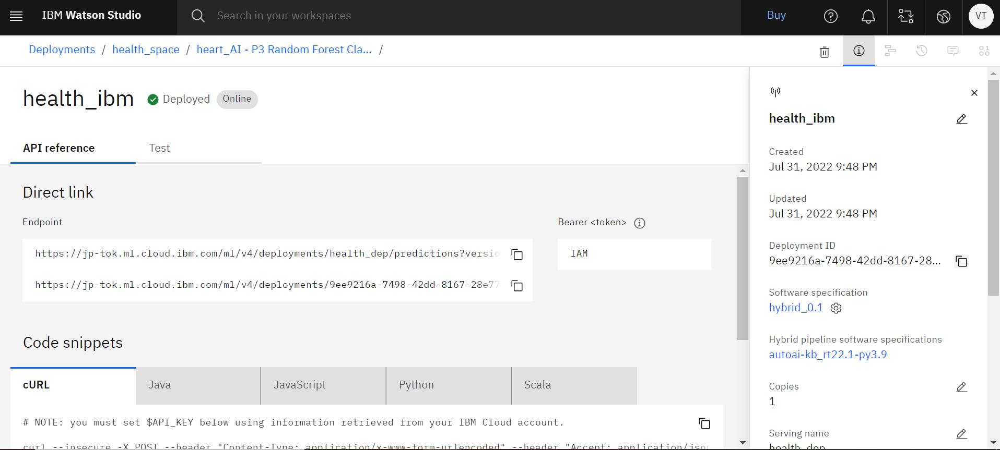 IBM Watson Studio
Search in your workspaces
Buy
VT
Deployments / health_space / heart_AI - P3 Random Forest Cla... /
health_ibm
Deployed
Online
API reference
Test
Direct link
Endpoint
https://jp-tok.ml.cloud.ibm.com/ml/v4/deployments/health_dep/predictions?versio
https://jp-tok.ml.cloud.ibm.com/ml/v4/deployments/9ee9216a-7498-42dd-8167-28e77
Bearer <token>
IAM
Code snippets
cURL
Java
JavaScript
Python
Scala
# NOTE: you must set $API_KEY below using information retrieved from your IBM Cloud account.
curl --insecure -X POST --header "Content-Type: application/x-www-form-urlencoded" --header "Accept: application/jso
health_ibm
Created
Jul 31, 2022 9:48 PM
Updated
Jul 31, 2022 9:48 PM
Deployment ID
9ee9216a-7498-42dd-8167-28...
Software specification
hybrid_0.1
Hybrid pipeline software specifications
autoai-kb_rt22.1-py3.9
Copies
1
Serving name
health_dep